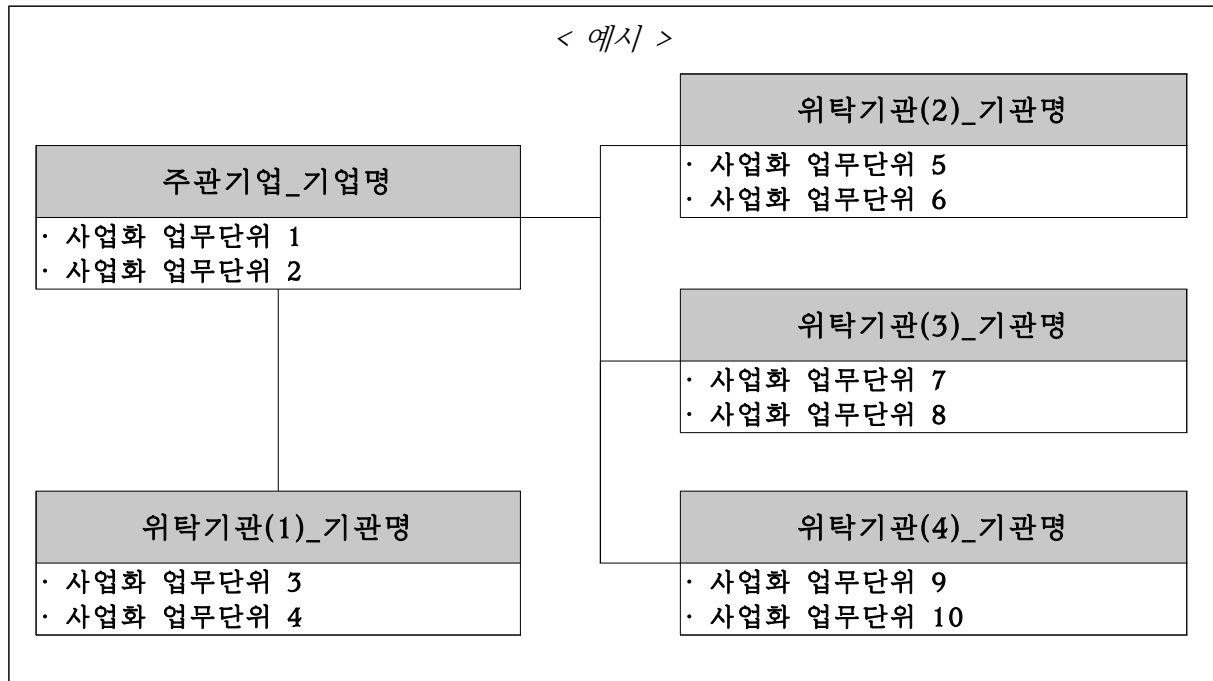 < 예시 >
주관기업_기업명
· 사업화 업무단위 1
· 사업화 업무단위 2
위탁기관(1)_기관명
· 사업화 업무단위 3
· 사업화 업무단위 4
위탁기관(2)_기관명
· 사업화 업무단위 5
· 사업화 업무단위 6
위탁기관(3)_기관명
· 사업화 업무단위 7
· 사업화 업무단위 8
위탁기관(4)_기관명
· 사업화 업무단위 9
· 사업화 업무단위 10